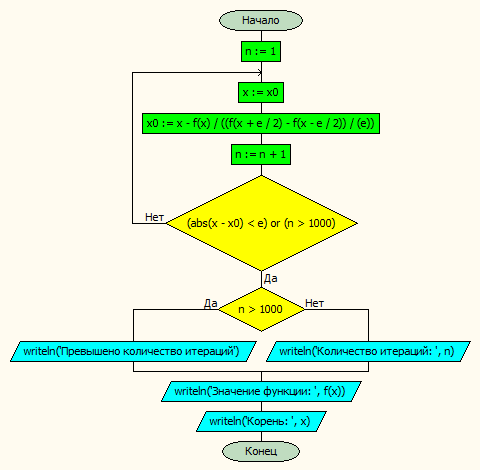 Начало
n := 1
x := x0
x0 := x - f(x) / ((f(x + e / 2) - f(x - e / 2)) / (e))
n := n + 1
Нет
(abs(x - x0) < e) or (n > 1000)
Да
Да
n > 1000
Нет
writeln('Превышено количество итераций')
writeln('Количество итераций: ', n)
writeln('Значение функции: ', f(x))
writeln('Корень: ', x)
Конец